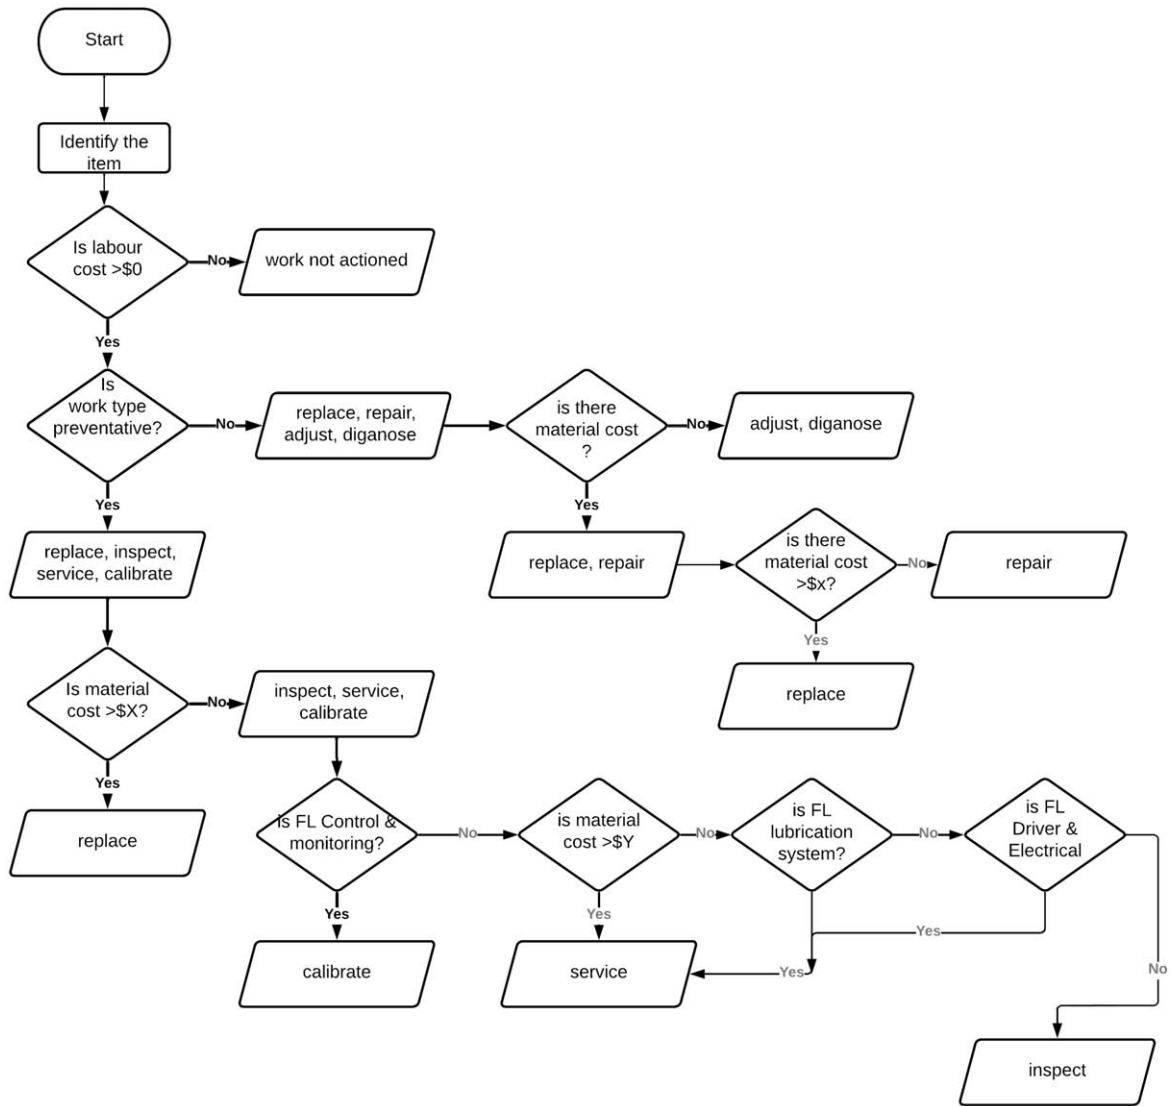 Start
Identify the
item
Is labour
cost >$0
No
work not actioned
Yes
Is
work type
preventative?
No
replace, repair,
adjust, diganose
is there
material cost
?
No
adjust, diganose
Yes
Yes
replace, inspect,
service, calibrate
replace, repair
is there
material cost
>$x?
No
repair
Yes
replace
Is material
cost >$X?
No
inspect, service,
calibrate
Yes
replace
is FL Control &
monitoring?
No
is material
cost >$Y
No
is FL
lubrication
system?
No
is FL
Driver &
Electrical
Yes
calibrate
Yes
service
Yes
Yes
No
inspect